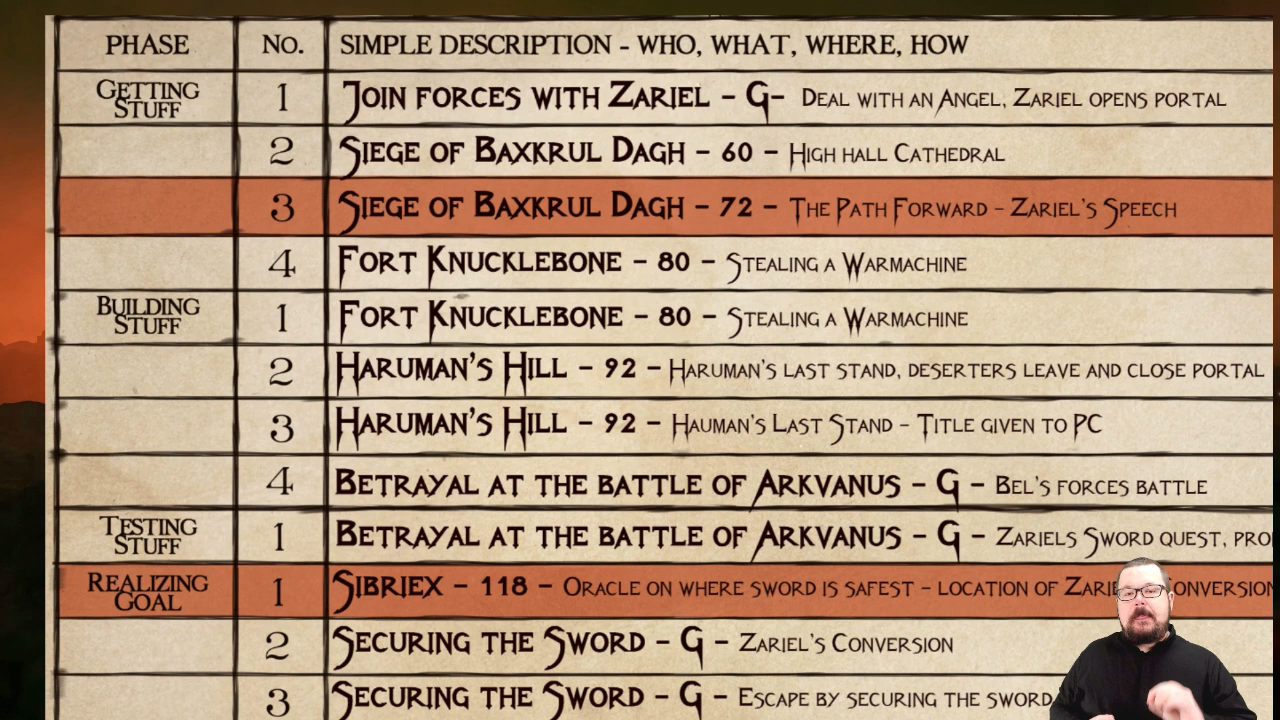 PHASE No. SIMPLE DESCRIPTION - WHO, WHAT, WHERE, HOW
GETTING STUFF 1 JOIN FORCES WITH ZARIEL - G- DEAL WITH AN ANGEL, ZARIEL OPENS PORTAL
2 SIEGE OF BAXKRUL DAGH - 60 - HIGH HALL CATHEDRAL
3 SIEGE OF BAXKRUL DAGH - 72 - THE PATH FORWARD - ZARIEL'S SPEECH
4 FORT KNUCKLEBONE - 80 - STEALING A WARMACHINE
BUILDING STUFF 1 FORT KNUCKLEBONE - 80 - STEALING A WARMACHINE
2 HARUMAN'S HILL - 92 - HARUMAN'S LAST STAND, DESERTERS LEAVE AND CLOSE PORTAL
3 HARUMAN'S HILL - 92 - HAUMAN'S LAST STAND - TITLE GIVEN TO PC
4 BETRAYAL AT THE BATTLE OF ARKVANUS - G - BEL'S FORCES BATTLE
TESTING STUFF 1 BETRAYAL AT THE BATTLE OF ARKVANUS - G - ZARIELS SWORD QUEST,
REALIZING GOAL 1 SIBRIEX - 118 - ORACLE ON WHERE SWORD IS SAFEST - LOCATION OF
2 SECURING THE SWORD - G - ZARIEL'S CONVERSION
3 SECURING THE SWORD - G - ESCAPE BY SECURING THE SWORD